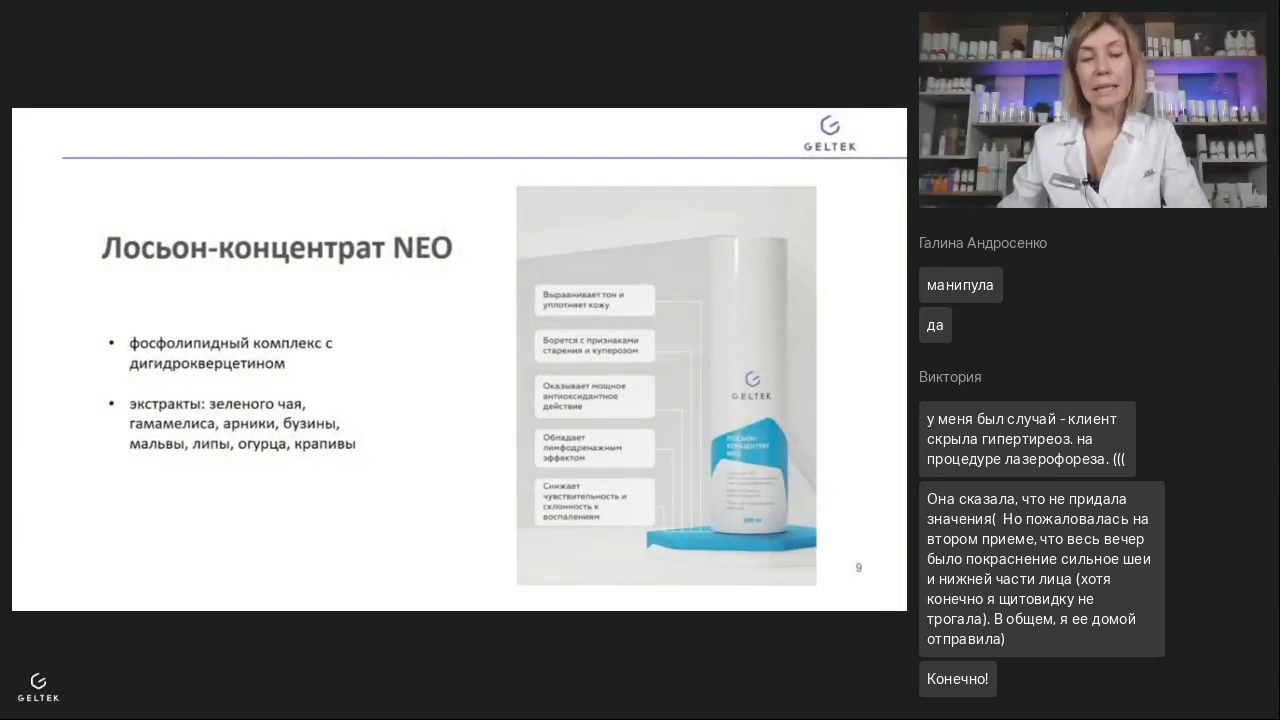 GELTEK
Лосьон-концентрат NEO
• фосфолипидный комплекс с
дигидрокверцетином
• экстракты: зеленого чая,
гамамелиса, арники, бузины,
мальвы, липы, огурца, крапивы
Выравнивает тон и
уплотняет кожу
Борется с признаками
старения и куперозом
Оказывает мощное
антиоксидантное
действие
Обладает
лимфодренажным
эффектом
Снижает
чувствительность и
склонность к
воспалениям
GELTEK
ЛОСЬОН-
КОНЦЕНТРАТ
NEO
9
GELTEK
Галина Андросенко
манипула
да
Виктория
у меня был случай - клиент
скрыла гипертиреоз. на
процедуре лазерофореза. (((
Она сказала, что не придала
значения( Но пожаловалась на
втором приеме, что весь вечер
было покраснение сильное шеи
и нижней части лица (хотя
конечно я щитовидку не
трогала). В общем, я ее домой
отправила)
Конечно!